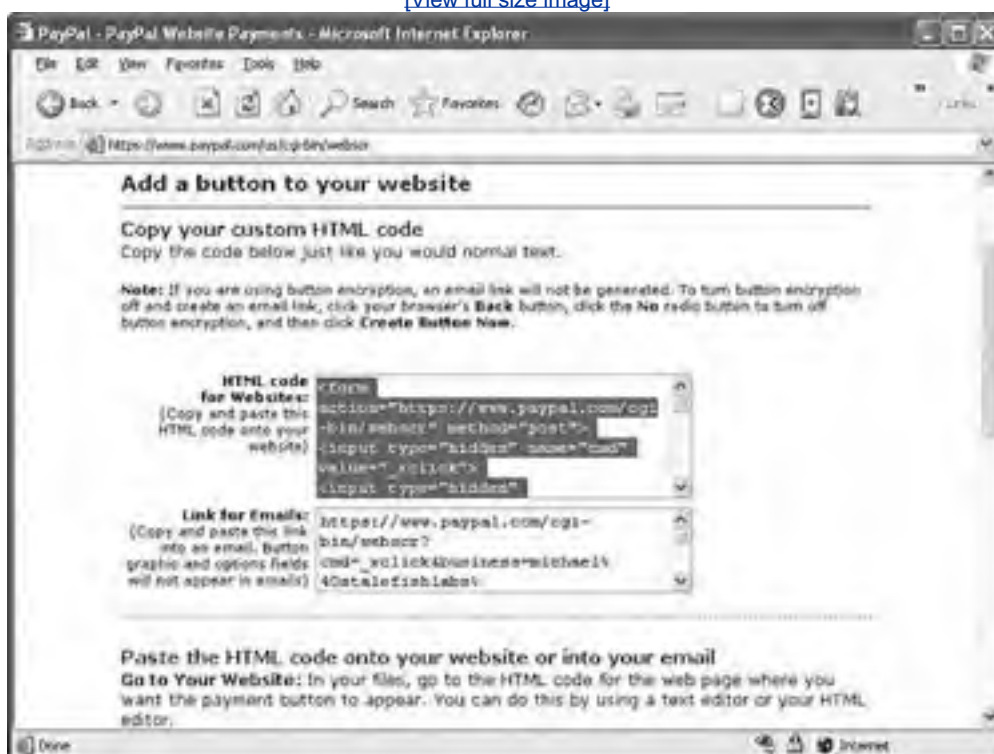 [View full size image]
PayPal - PayPal Website Payments - Microsoft Internet Explorer
File Edit View Favorites Tools Help
Back Search Favorites Links
Address https://www.paypal.com/us/cgi-bin/webscr
Add a button to your website
Copy your custom HTML code
Copy the code below just like you would normal text.
Note: If you are using button encryption, an email link will not be generated. To turn button encryption
off and create an email link, click your browser's Back button, click the No radio button to turn off
button encryption, and then click Create Button Now.
HTML code
for Websites:
(Copy and paste this
HTML code onto your
website)
<form
action="https://www.paypal.com/cgi
-bin/webscr" method="post">
<input type="hidden" name="cmd"
value="_xclick">
<input type="hidden"
Link for Emails:
(Copy and paste this link
into an email. Button
graphic and options fields
will not appear in emails)
https://www.paypal.com/cgi-
bin/webscr?
cmd=_xclick&business=michael%
40stalefishlabs%
Paste the HTML code onto your website or into your email
Go to Your Website: In your files, go to the HTML code for the web page where you
want the payment button to appear. You can do this by using a text editor or your HTML
editor.
Done Internet